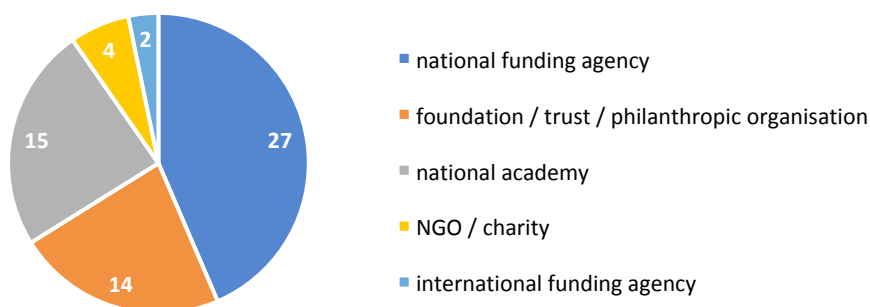 2
4
15
27
14
national funding agency
foundation / trust / philanthropic organisation
national academy
NGO / charity
international funding agency